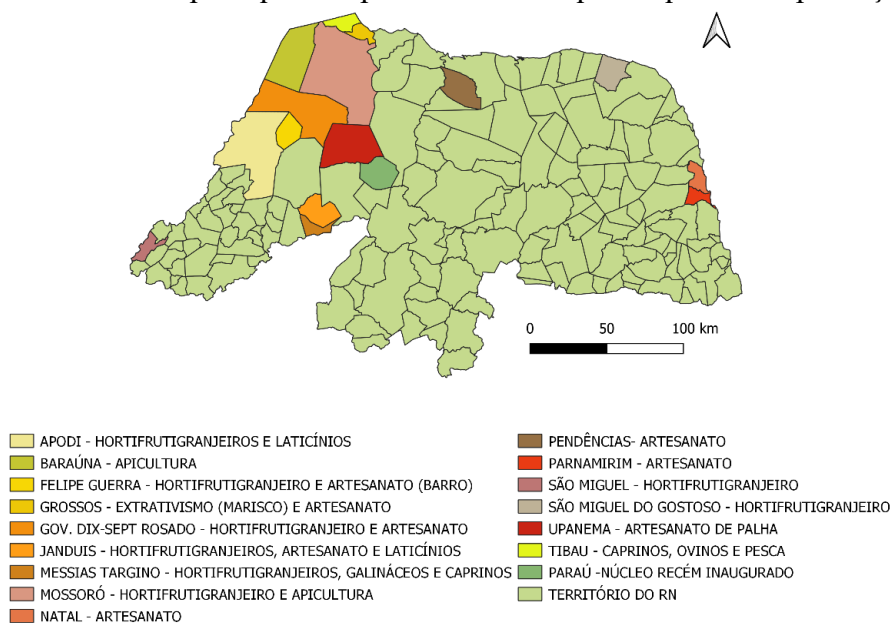 0 50 100 km
APODI - HORTIFRUTIGRANJEIROS E LATICÍNIOS
BARAÚNA - APICULTURA
FELIPE GUERRA - HORTIFRUTIGRANJEIRO E ARTESANATO (BARRO)
GROSSOS - EXTRATIVISMO (MARISCO) E ARTESANATO
GOV. DIX-SEPT ROSADO - HORTIFRUTIGRANJEIRO E ARTESANATO
JANDUIS - HORTIFRUTIGRANJEIROS, ARTESANATO E LATICÍNIOS
MESSIAS TARGINO - HORTIFRUTIGRANJEIROS, GALINÁCEOS E CAPRINOS
MOSSORÓ - HORTIFRUTIGRANJEIRO E APICULTURA
NATAL - ARTESANATO
PENDÊNCIAS- ARTESANATO
PARNAMIRIM - ARTESANATO
SÃO MIGUEL - HORTIFRUTIGRANJEIRO
SÃO MIGUEL DO GOSTOSO - HORTIFRUTIGRANJEIRO
UPANEMA - ARTESANATO DE PALHA
TIBAU - CAPRINOS, OVINOS E PESCA
PARAÚ -NÚCLEO RECÉM INAUGURADO
TERRITÓRIO DO RN